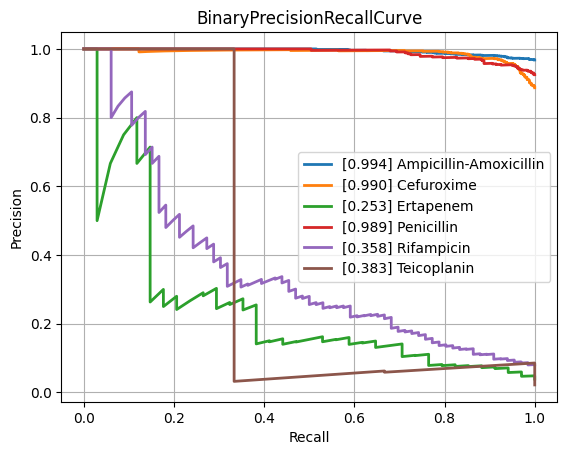 BinaryPrecisionRecallCurve
Precision
1.0
0.8
0.6
0.4
0.2
0.0
[0.994] Ampicillin-Amoxicillin
[0.990] Cefuroxime
[0.253] Ertapenem
[0.989] Penicillin
[0.358] Rifampicin
[0.383] Teicoplanin
0.0 0.2 0.4 0.6 0.8 1.0
Recall